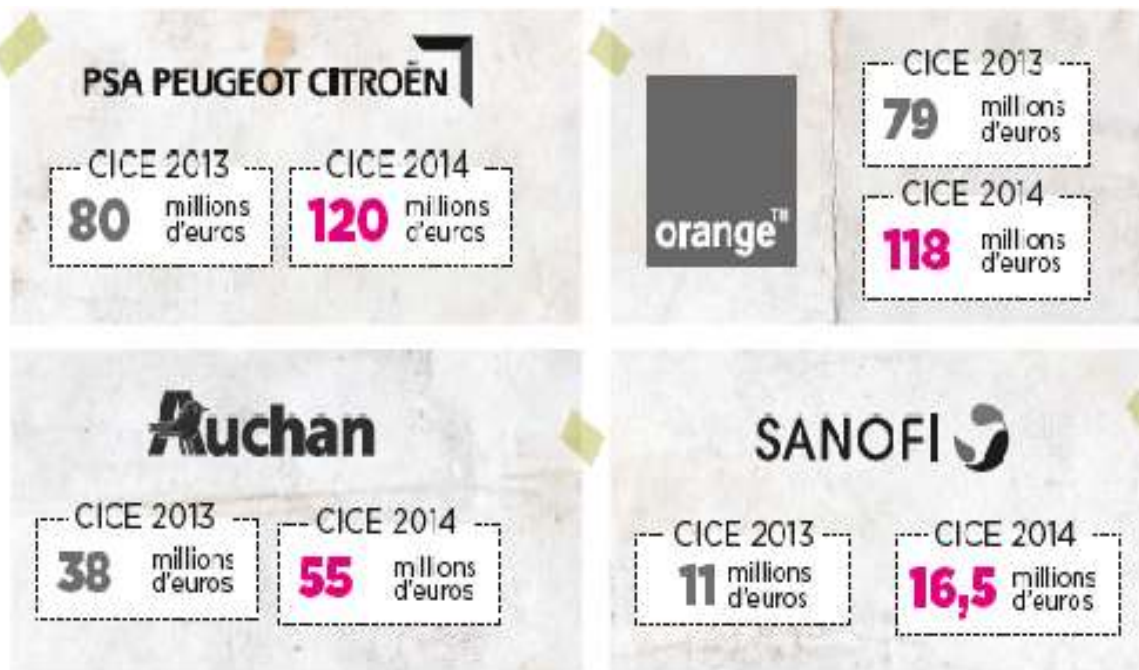 PSA PEUGEOT CITROËN
CICE 2013
80 millions
d'euros
CICE 2014
120 millions
d'euros
orange™
CICE 2013
79 millions
d'euros
CICE 2014
118 millions
d'euros
Auchan
CICE 2013
38 millions
d'euros
CICE 2014
55 millions
d'euros
SANOFI
CICE 2013
11 millions
d'euros
CICE 2014
16,5 millions
d'euros